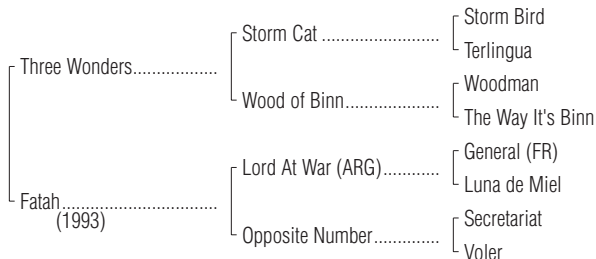 Storm Bird
Storm Cat ........................
Terlingua
Three Wonders.................
Woodman
Wood of Binn...................
The Way It's Binn
General (FR)
Lord At War (ARG)...........
Luna de Miel
Fatah...............................
(1993)
Secretariat
Opposite Number.............
Voler